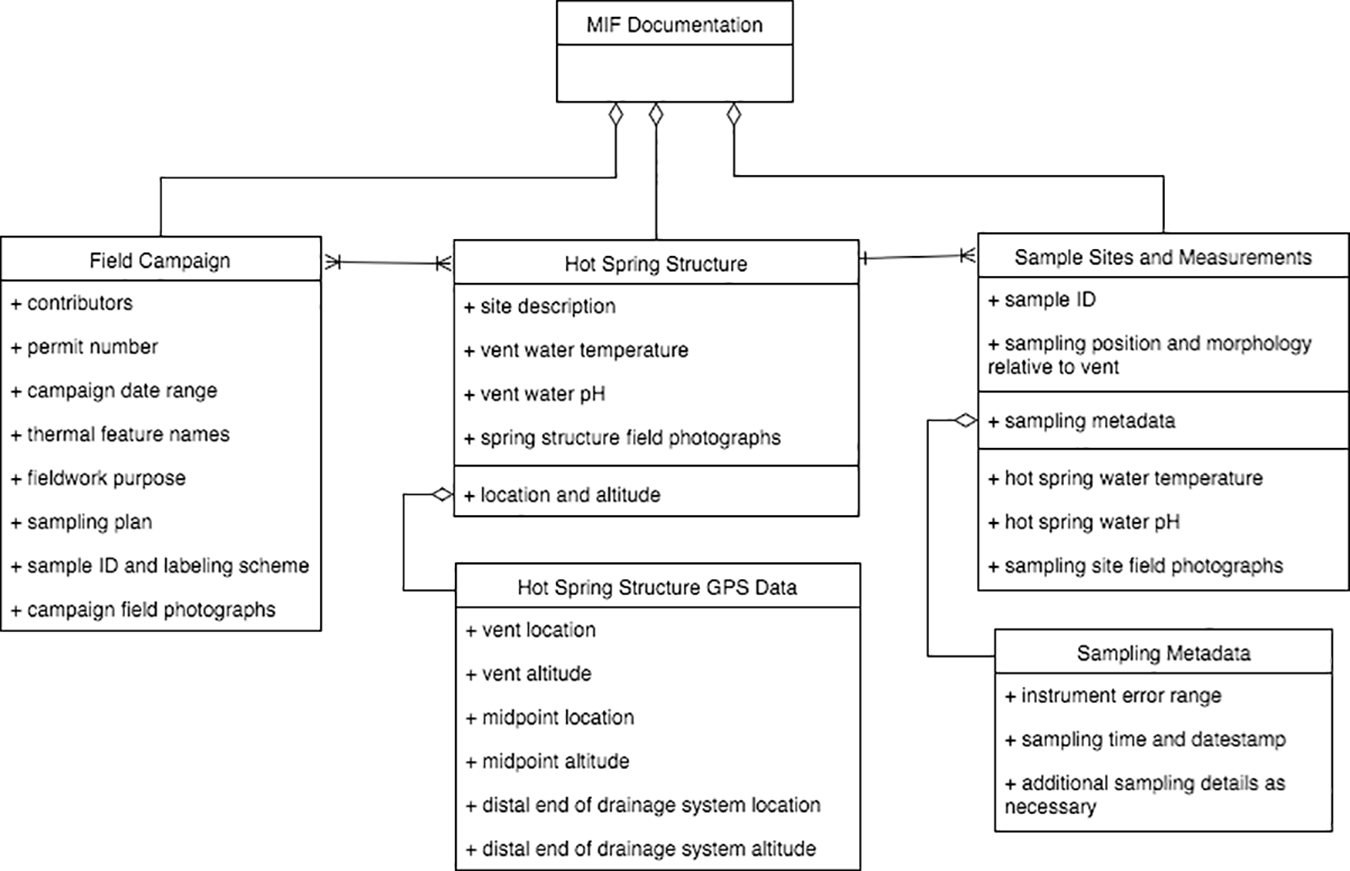 MIF Documentation
Field Campaign
+ contributors
+ permit number
+ campaign date range
+ thermal feature names
+ fieldwork purpose
+ sampling plan
+ sample ID and labeling scheme
+ campaign field photographs
Hot Spring Structure
+ site description
+ vent water temperature
+ vent water pH
+ spring structure field photographs
+ location and altitude
Hot Spring Structure GPS Data
+ vent location
+ vent altitude
+ midpoint location
+ midpoint altitude
+ distal end of drainage system location
+ distal end of drainage system altitude
Sample Sites and Measurements
+ sample ID
+ sampling position and morphology
relative to vent
+ sampling metadata
+ hot spring water temperature
+ hot spring water pH
+ sampling site field photographs
Sampling Metadata
+ instrument error range
+ sampling time and datestamp
+ additional sampling details as
necessary